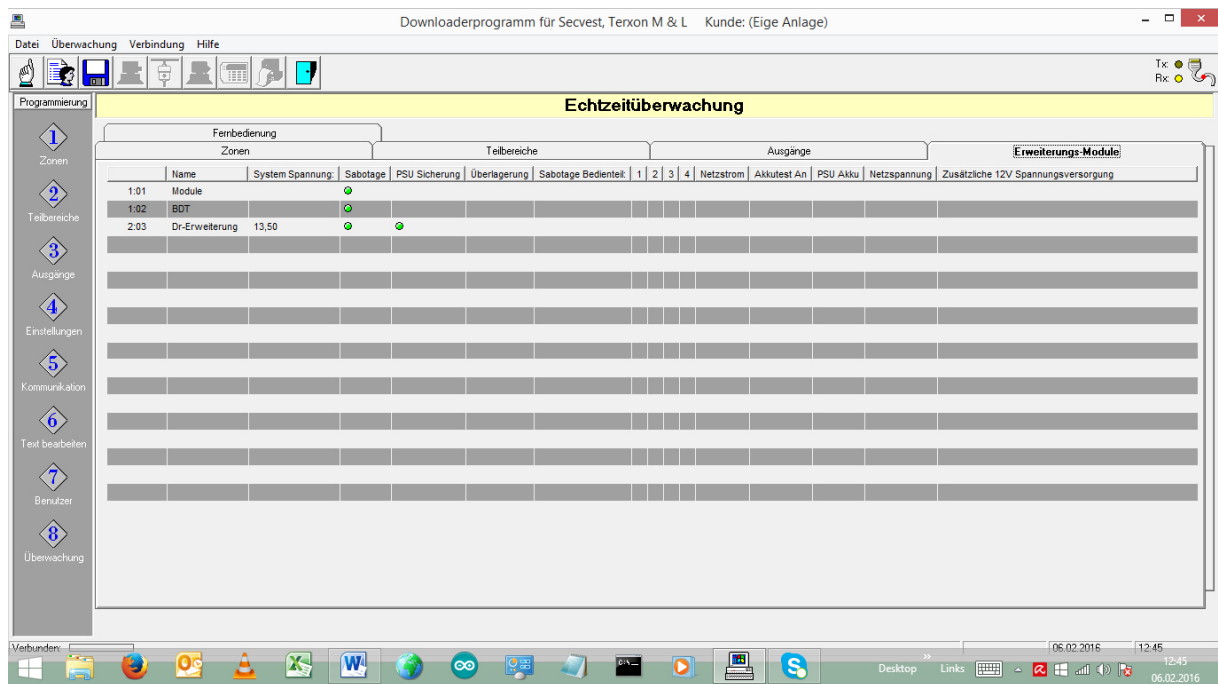 Downloaderprogramm für Secvest, Terxon M & L Kunde: (Eige Anlage)
Datei Überwachung Verbindung Hilfe
Tx:
Rx:
Programmierung
Echtzeitüberwachung
Fernbedienung
Zonen Teilbereiche Ausgänge Erweiterungs-Module
Name System Spannung: Sabotage PSU Sicherung Überlagerung Sabotage Bedienteil: 1 2 3 4 Netzstrom Akkutest An PSU Akku Netzspannung Zusätzliche 12V Spannungsversorgung
1:01 Module
1:02 BDT
2:03 Dr-Erweiterung 13,50
1
Zonen
2
Teilbereiche
3
Ausgänge
4
Einstellungen
5
Kommunikation
6
Text bearbeiten
7
Benutzer
8
Überwachung
Verbunden: 06.02.2016 12:45
Desktop Links 12:45
06.02.2016